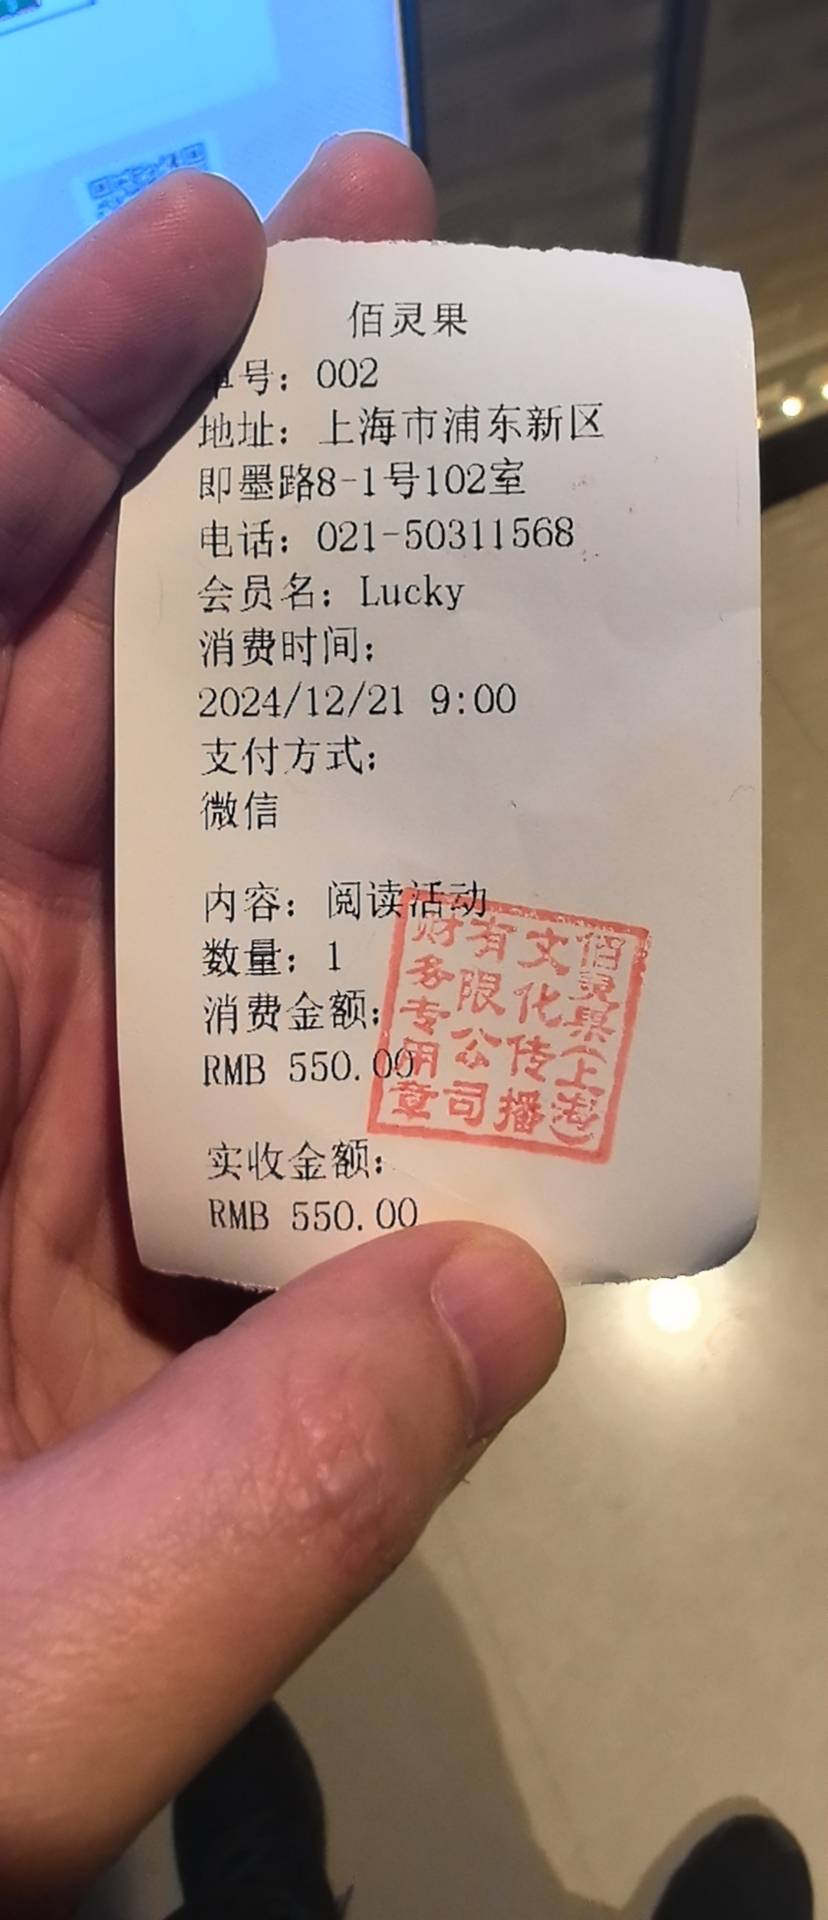 佰灵果
单号：002
地址：上海市浦东新区
即墨路8-1号102室
电话：021-50311568
会员名：Lucky
消费时间：
2024/12/21 9:00
支付方式：
微信
内容：阅读活动
数量：1
消费金额：
RMB 550.00
实收金额：
RMB 550.00
佰灵果(上海)
文化传播
有限公司
财务专用章